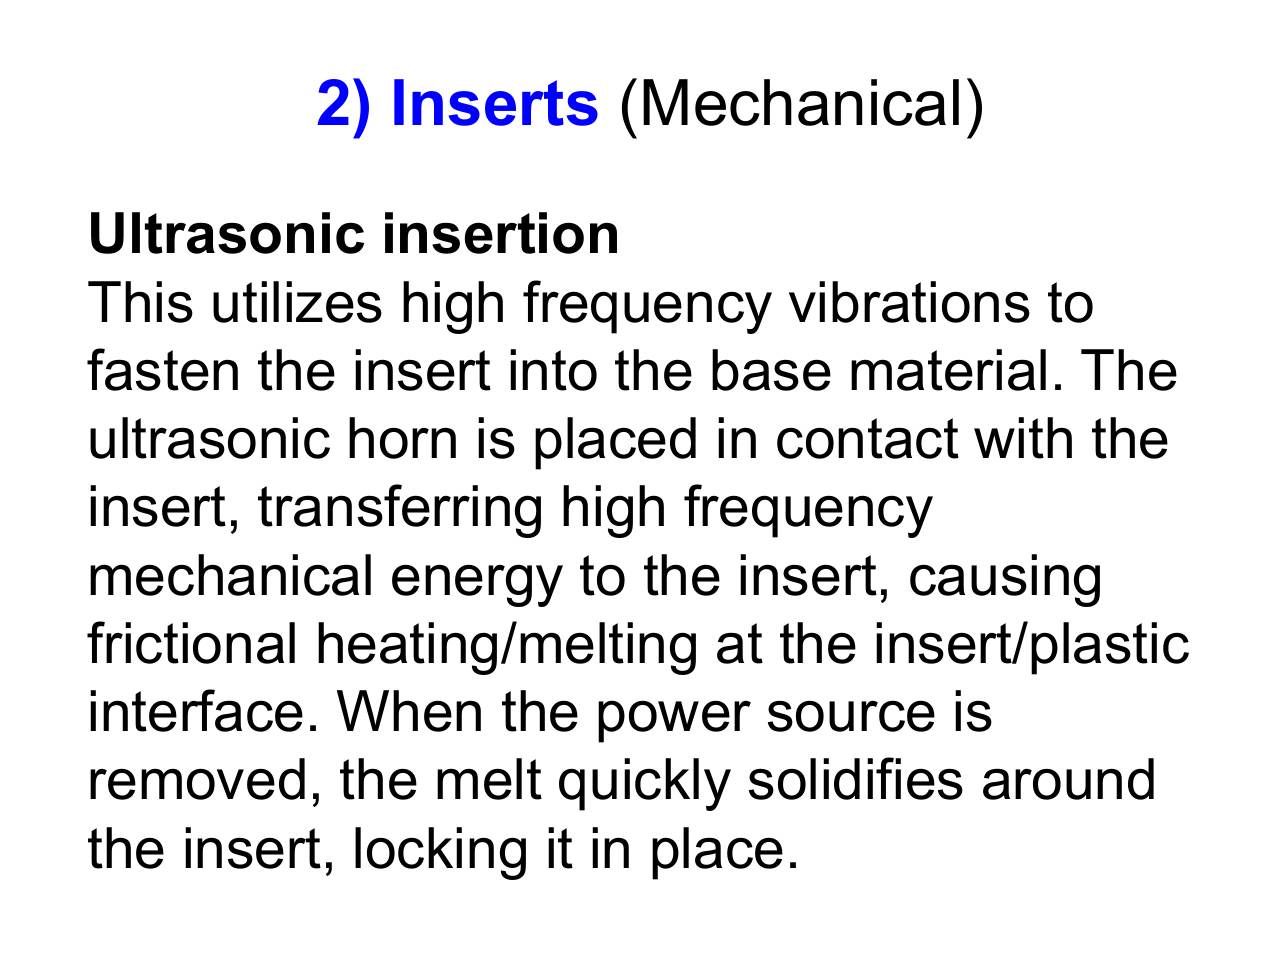 2) Inserts (Mechanical)
Ultrasonic insertion
This utilizes high frequency vibrations to
fasten the insert into the base material. The
ultrasonic horn is placed in contact with the
insert, transferring high frequency
mechanical energy to the insert, causing
frictional heating/melting at the insert/plastic
interface. When the power source is
removed, the melt quickly solidifies around
the insert, locking it in place.